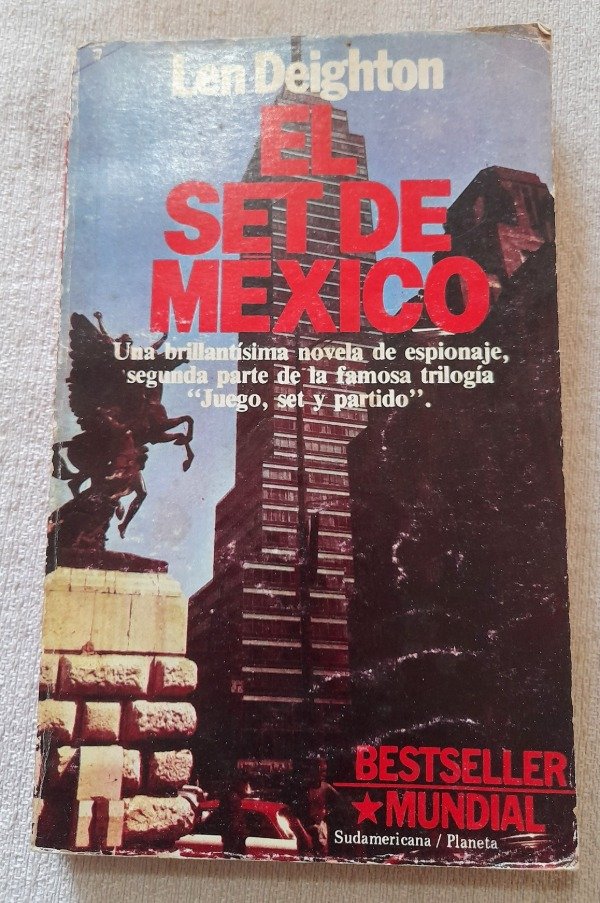 Len Deighton
EL
SET DE
MEXICO
Una brillantísima novela de espionaje,
segunda parte de la famosa trilogía
“Juego, set y partido”.
BESTSELLER
★MUNDIAL
Sudamericana / Planeta